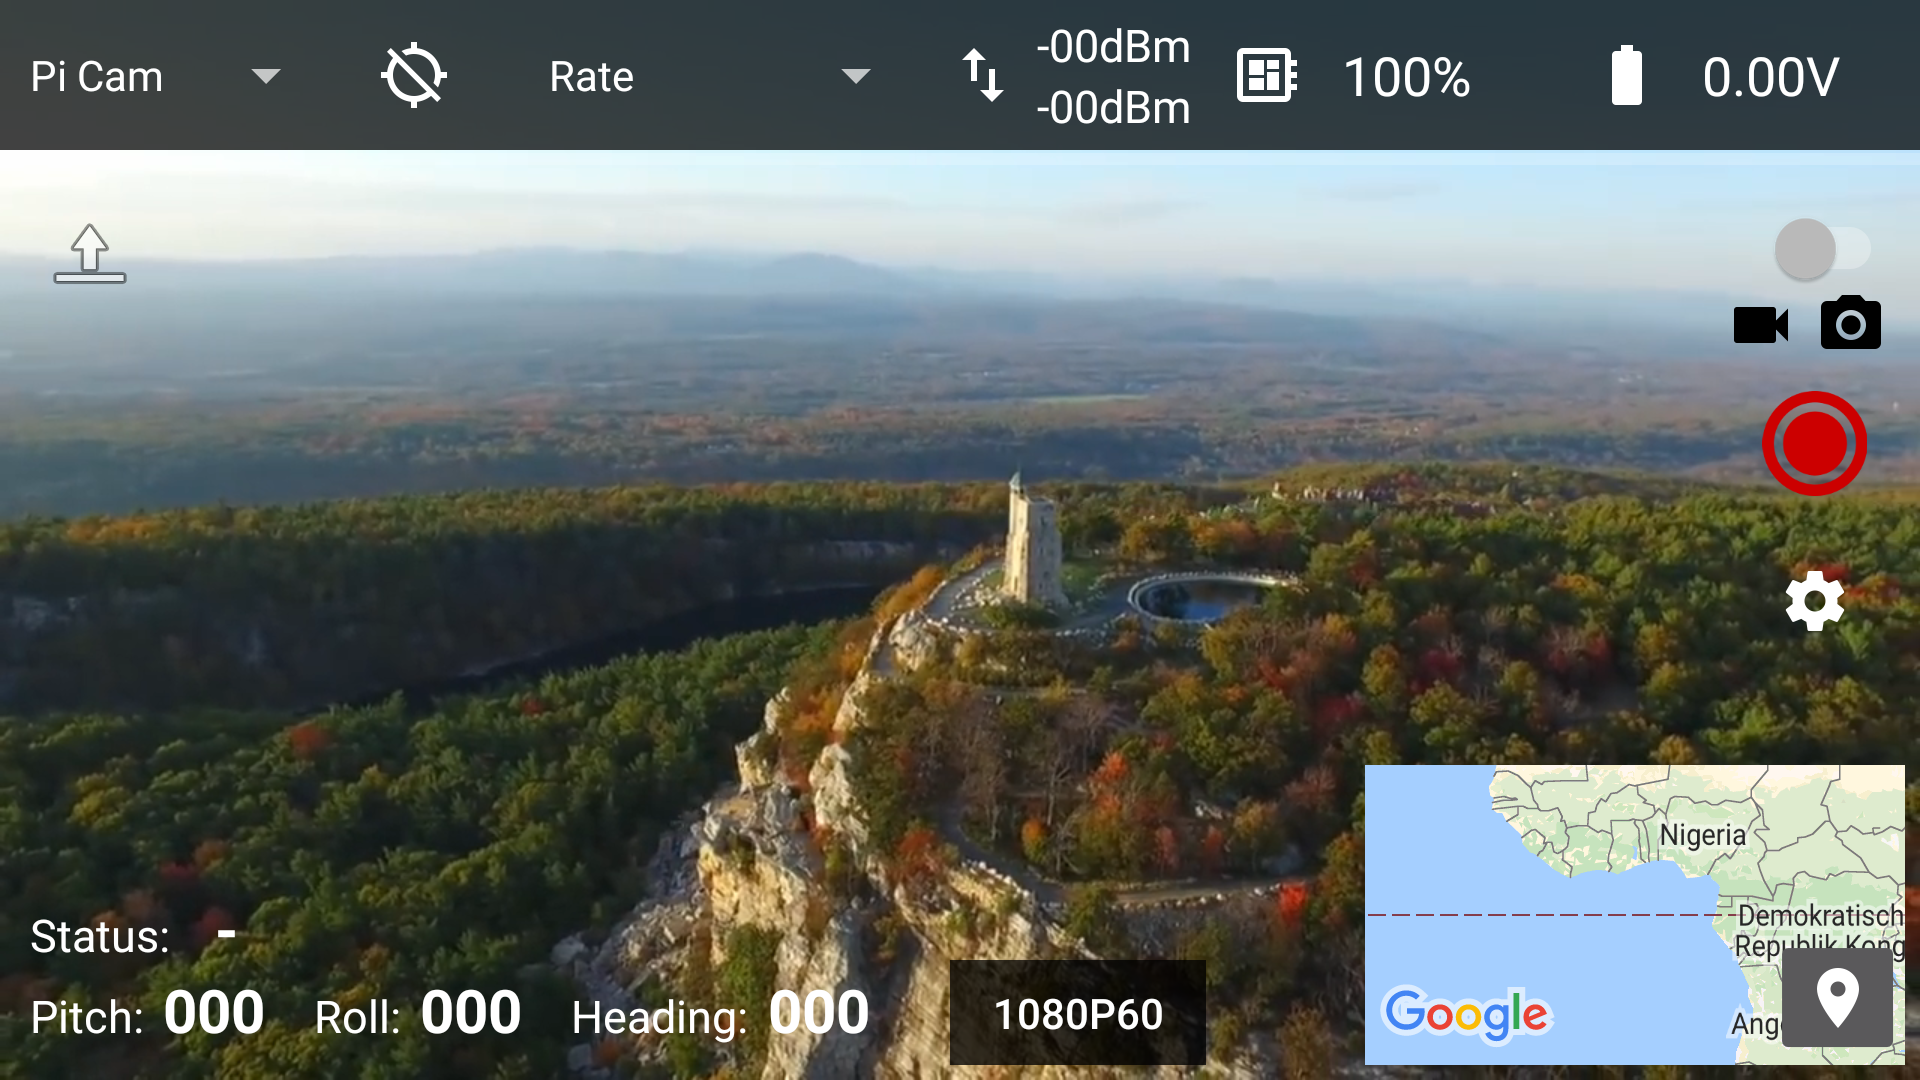 Pi Cam
Rate
-00dBm
-00dBm
100%
0.00V
Nigeria
Demokratisch
Republik Kong
Ang
Google
Status: -
Pitch: 000 Roll: 000 Heading: 000
1080P60